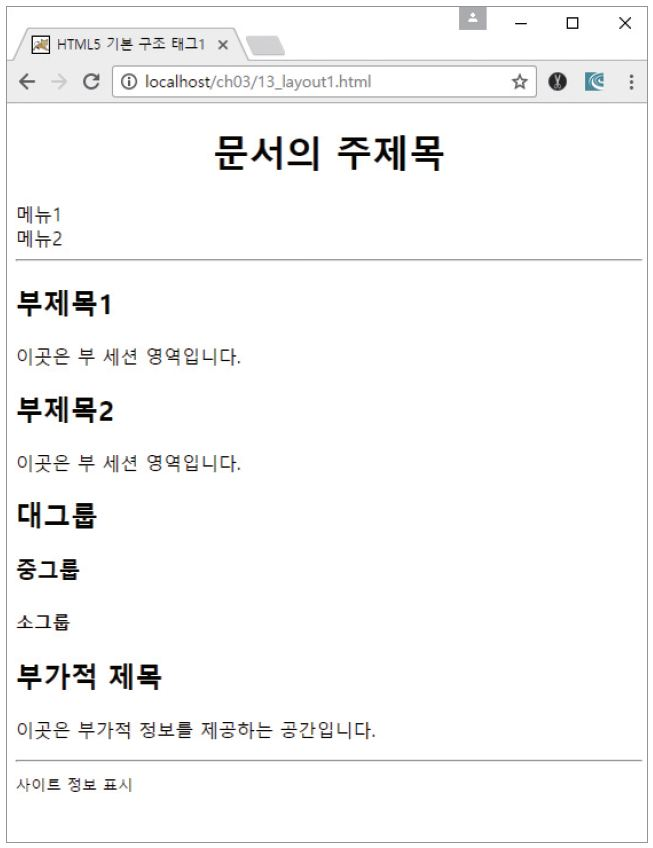 HTML5 기본 구조 태그1
localhost/ch03/13_layout1.html
문서의 주제목
메뉴1
메뉴2
부제목1
이곳은 부 세션 영역입니다.
부제목2
이곳은 부 세션 영역입니다.
대그룹
중그룹
소그룹
부가적 제목
이곳은 부가적 정보를 제공하는 공간입니다.
사이트 정보 표시